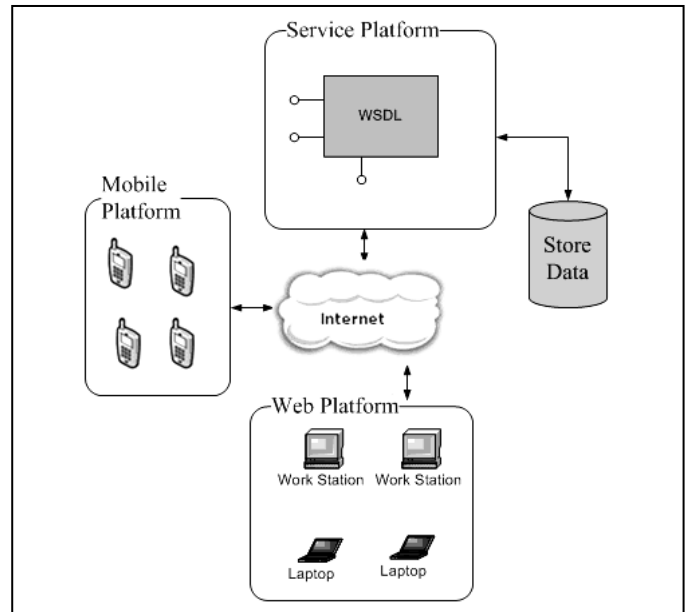 Service Platform
WSDL
Mobile
Platform
Store
Data
Internet
Web Platform
Work Station
Work Station
Laptop
Laptop